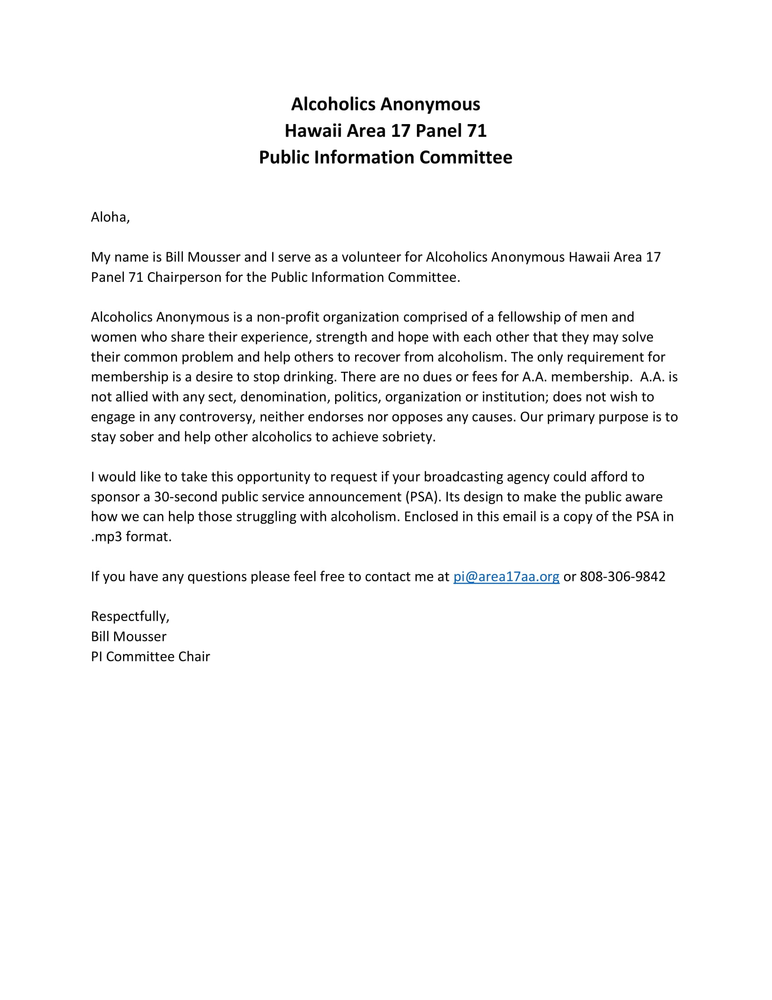 Alcoholics Anonymous
Hawaii Area 17 Panel 71
Public Information Committee
Aloha,
My name is Bill Mousser and I serve as a volunteer for Alcoholics Anonymous Hawaii Area 17
Panel 71 Chairperson for the Public Information Committee.
Alcoholics Anonymous is a non-profit organization comprised of a fellowship of men and
women who share their experience, strength and hope with each other that they may solve
their common problem and help others to recover from alcoholism. The only requirement for
membership is a desire to stop drinking. There are no dues or fees for A.A. membership.  A.A. is
not allied with any sect, denomination, politics, organization or institution; does not wish to
engage in any controversy, neither endorses nor opposes any causes. Our primary purpose is to
stay sober and help other alcoholics to achieve sobriety.
I would like to take this opportunity to request if your broadcasting agency could afford to
sponsor a 30-second public service announcement (PSA). Its design to make the public aware
how we can help those struggling with alcoholism. Enclosed in this email is a copy of the PSA in
.mp3 format.
If you have any questions please feel free to contact me at pi@area17aa.org or 808-306-9842
Respectfully,
Bill Mousser
PI Committee Chair